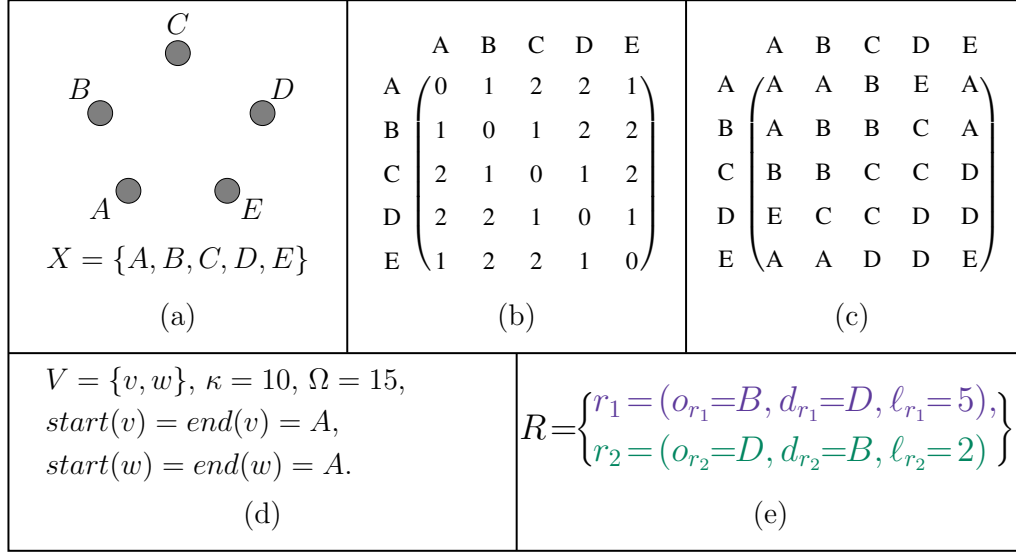 C
B
D
A
E
X = {A, B, C, D, E}
(a)
A B C D E
A 0 1 2 2 1
B 1 0 1 2 2
C 2 1 0 1 2
D 2 2 1 0 1
E 1 2 2 1 0
(b)
A B C D E
A A A B E A
B A B B C A
C B B C C D
D E C C D D
E A A D D E
(c)
V = {v, w}, κ = 10, Ω = 15,
start(v) = end(v) = A,
start(w) = end(w) = A.
(d)
R = { r₁ = (o_{r₁} = B, d_{r₁} = D, ℓ_{r₁} = 5),
r₂ = (o_{r₂} = D, d_{r₂} = B, ℓ_{r₂} = 2) }
(e)